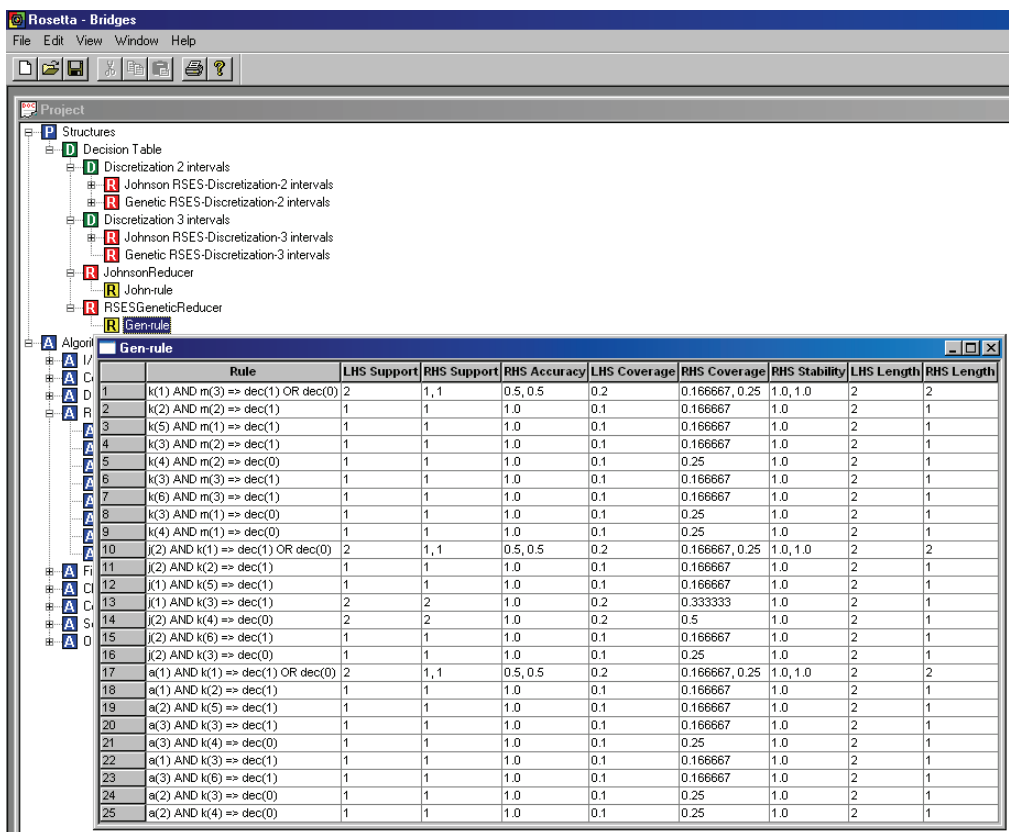 Rosetta - Bridges
File Edit View Window Help
Project
P Structures
D Decision Table
D Discretization 2 intervals
R Johnson RSES-Discretization-2 intervals
R Genetic RSES-Discretization-2 intervals
D Discretization 3 intervals
R Johnson RSES-Discretization-3 intervals
R Genetic RSES-Discretization-3 intervals
R JohnsonReducer
R John-rule
R RSESGeneticReducer
R Gen-rule
A Algorit
A I/
A C
A D
A R
A
A
A
A
A
A
A
A
A Fi
A Cl
A C
A S
A O
Gen-rule
Rule LHS Support RHS Support RHS Accuracy LHS Coverage RHS Coverage RHS Stability LHS Length RHS Length
1 k(1) AND m(3) => dec(1) OR dec(0) 2 1, 1 0.5, 0.5 0.2 0.166667, 0.25 1.0, 1.0 2 2
2 k(2) AND m(2) => dec(1) 1 1 1.0 0.1 0.166667 1.0 2 1
3 k(5) AND m(1) => dec(1) 1 1 1.0 0.1 0.166667 1.0 2 1
4 k(3) AND m(2) => dec(1) 1 1 1.0 0.1 0.166667 1.0 2 1
5 k(4) AND m(2) => dec(0) 1 1 1.0 0.1 0.25 1.0 2 1
6 k(3) AND m(3) => dec(1) 1 1 1.0 0.1 0.166667 1.0 2 1
7 k(6) AND m(3) => dec(1) 1 1 1.0 0.1 0.166667 1.0 2 1
8 k(3) AND m(1) => dec(0) 1 1 1.0 0.1 0.25 1.0 2 1
9 k(4) AND m(1) => dec(0) 1 1 1.0 0.1 0.25 1.0 2 1
10 j(2) AND k(1) => dec(1) OR dec(0) 2 1, 1 0.5, 0.5 0.2 0.166667, 0.25 1.0, 1.0 2 2
11 j(2) AND k(2) => dec(1) 1 1 1.0 0.1 0.166667 1.0 2 1
12 j(1) AND k(5) => dec(1) 1 1 1.0 0.1 0.166667 1.0 2 1
13 j(1) AND k(3) => dec(1) 2 2 1.0 0.2 0.333333 1.0 2 1
14 j(2) AND k(4) => dec(0) 2 2 1.0 0.2 0.5 1.0 2 1
15 j(2) AND k(6) => dec(1) 1 1 1.0 0.1 0.166667 1.0 2 1
16 j(2) AND k(3) => dec(0) 1 1 1.0 0.1 0.25 1.0 2 1
17 a(1) AND k(1) => dec(1) OR dec(0) 2 1, 1 0.5, 0.5 0.2 0.166667, 0.25 1.0, 1.0 2 2
18 a(1) AND k(2) => dec(1) 1 1 1.0 0.1 0.166667 1.0 2 1
19 a(2) AND k(5) => dec(1) 1 1 1.0 0.1 0.166667 1.0 2 1
20 a(3) AND k(3) => dec(1) 1 1 1.0 0.1 0.166667 1.0 2 1
21 a(3) AND k(4) => dec(0) 1 1 1.0 0.1 0.25 1.0 2 1
22 a(1) AND k(3) => dec(1) 1 1 1.0 0.1 0.166667 1.0 2 1
23 a(3) AND k(6) => dec(1) 1 1 1.0 0.1 0.166667 1.0 2 1
24 a(2) AND k(3) => dec(0) 1 1 1.0 0.1 0.25 1.0 2 1
25 a(2) AND k(4) => dec(0) 1 1 1.0 0.1 0.25 1.0 2 1